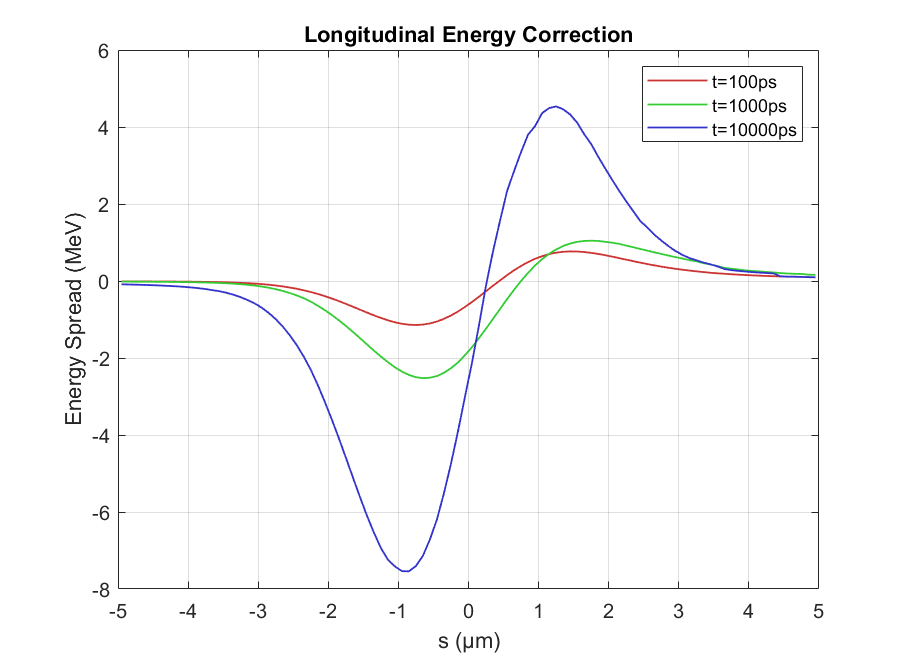 Longitudinal Energy Correction
t=100ps
t=1000ps
t=10000ps
Energy Spread (MeV)
6
4
2
0
-2
-4
-6
-8
-5 -4 -3 -2 -1 0 1 2 3 4 5
s (μm)